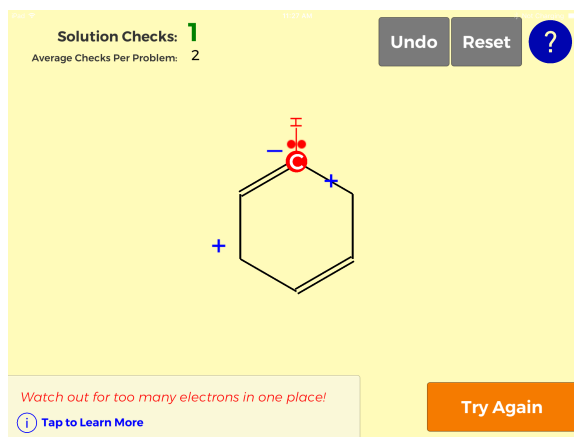 Solution Checks: 1
Average Checks Per Problem: 2
Undo
Reset
?
H
C
−
+
+
Watch out for too many electrons in one place!
i Tap to Learn More
Try Again